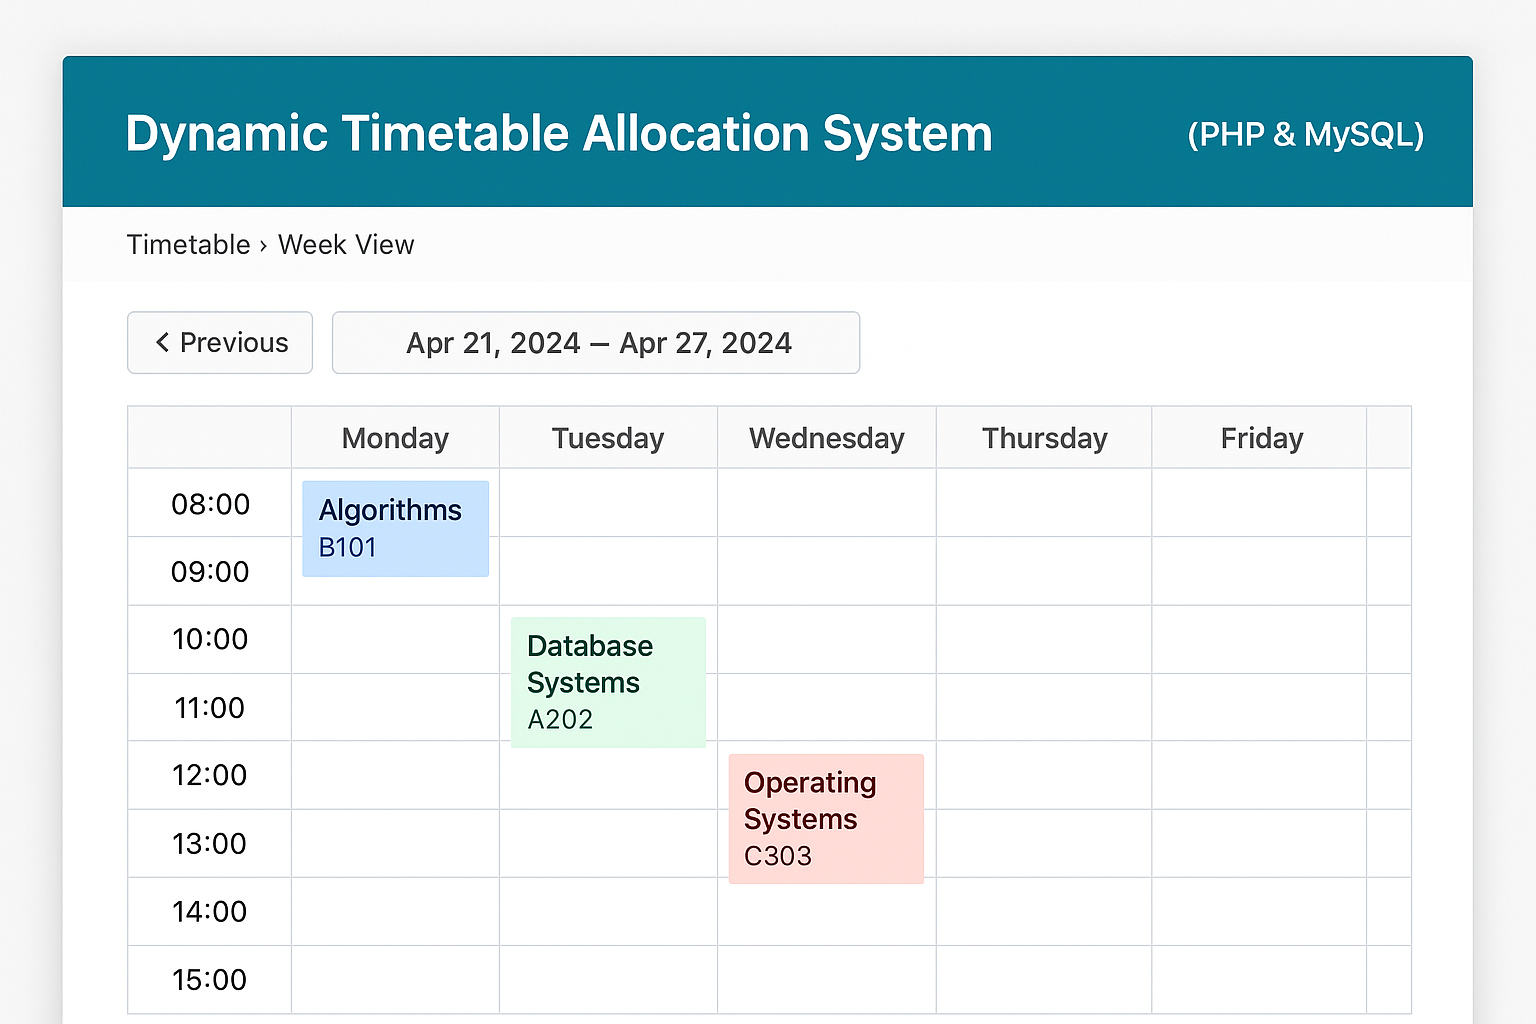 Dynamic Timetable Allocation System
(PHP & MySQL)
Timetable › Week View
< Previous
Apr 21, 2024 – Apr 27, 2024
Monday Tuesday Wednesday Thursday Friday
08:00
Algorithms
B101
09:00
10:00
Database
Systems
A202
11:00
12:00
Operating
Systems
C303
13:00
14:00
15:00